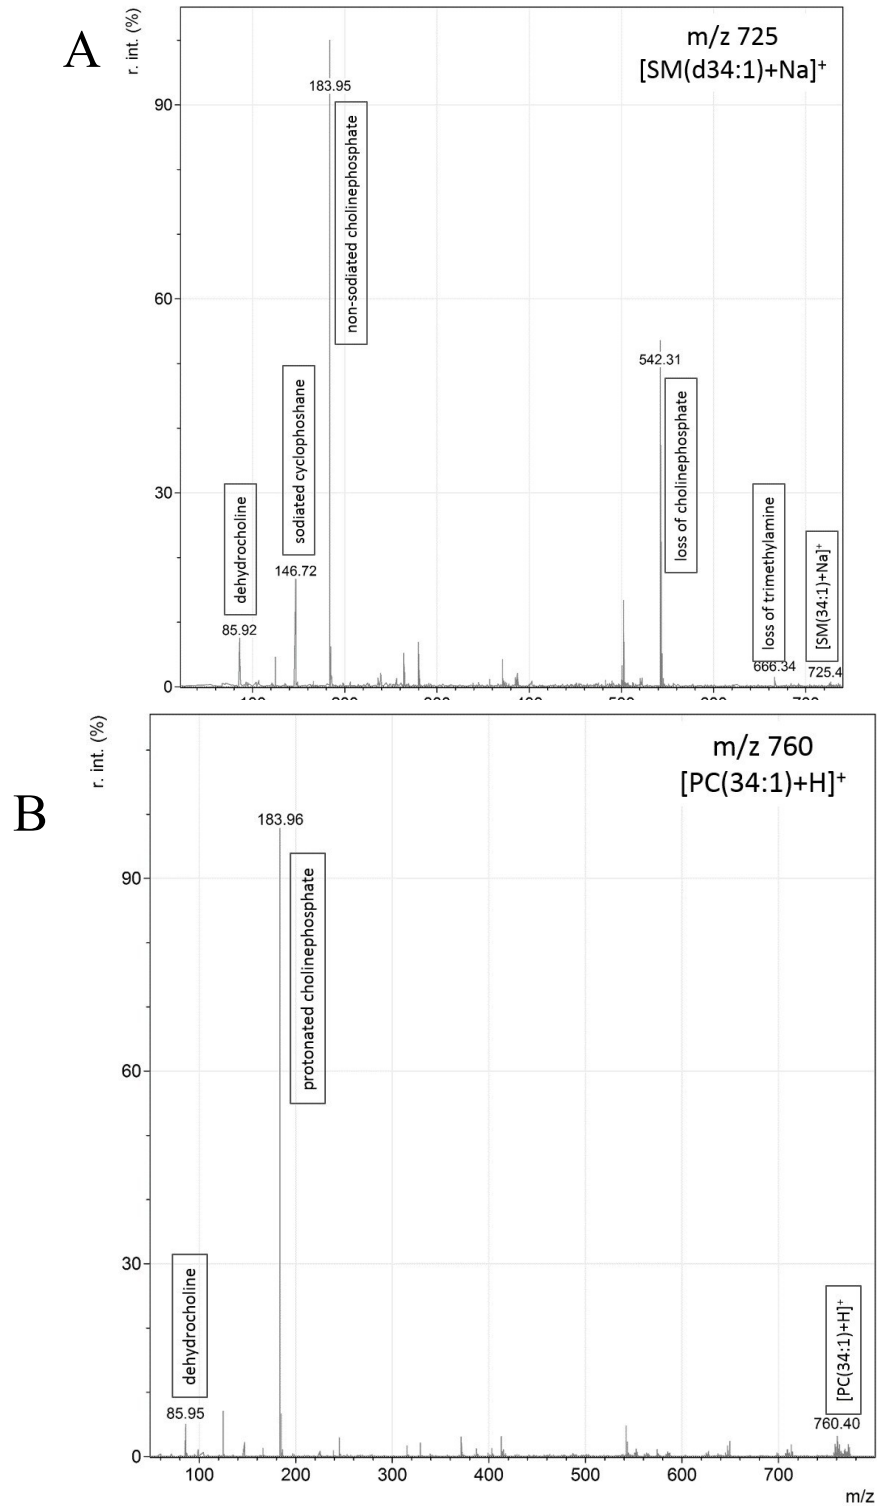 A
r. int. (%)
m/z 725
[SM(d34:1)+Na]⁺
183.95
90
non-sodiated cholinephosphate
60
542.31
sodiated cyclophoshane
loss of cholinephosphate
30
dehydrocholine
loss of trimethylamine
[SM(34:1)+Na]⁺
146.72
85.92
666.34
725.4
0
B
r. int. (%)
m/z 760
[PC(34:1)+H]⁺
183.96
90
protonated cholinephosphate
60
30
dehydrocholine
[PC(34:1)+H]⁺
85.95
760.40
0
100 200 300 400 500 600 700
m/z